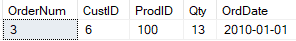 OrderNum CustID ProdID Qty OrdDate
3 6 100 13 2010-01-01